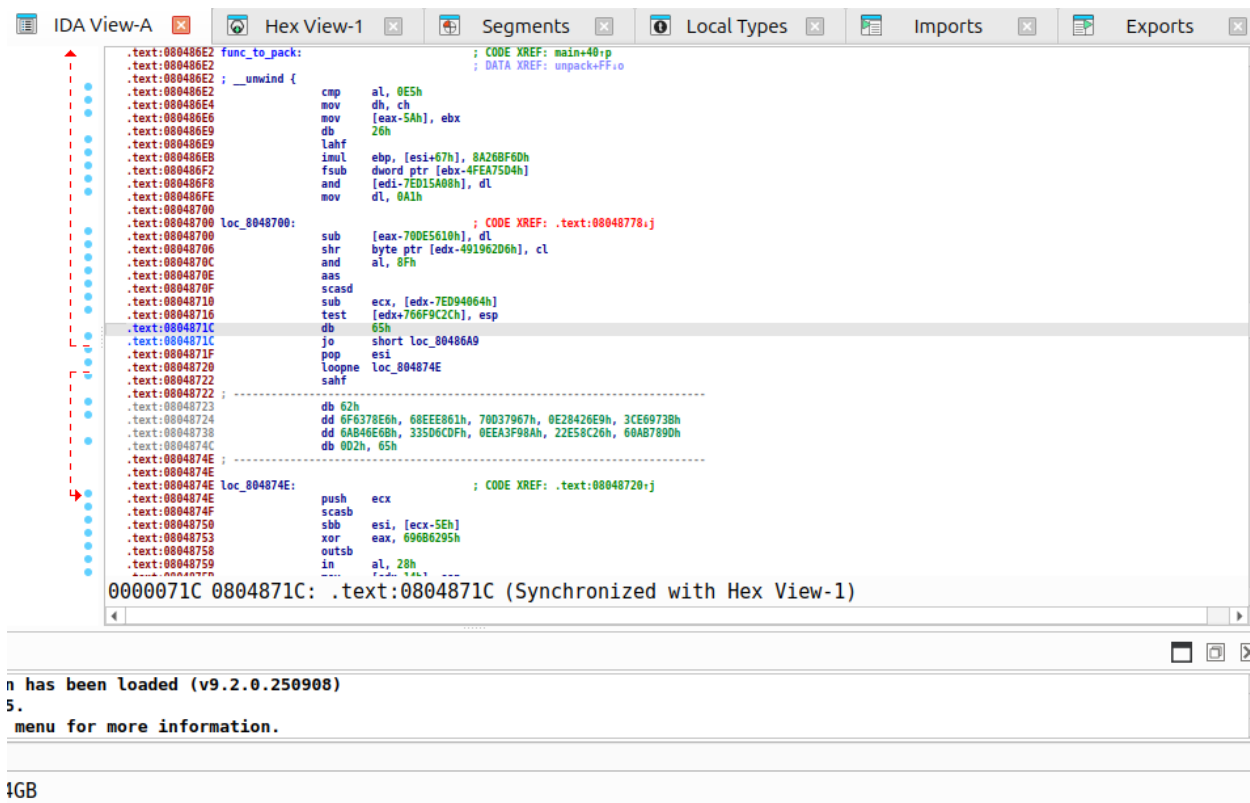 IDA View-A Hex View-1 Segments Local Types Imports Exports
.text:080486E2 func_to_pack: ; CODE XREF: main+40↑p
.text:080486E2 ; DATA XREF: unpack+FF↓o
.text:080486E2 ; __unwind {
.text:080486E2 cmp al, 0E5h
.text:080486E4 mov dh, ch
.text:080486E6 mov [eax-5Ah], ebx
.text:080486E9 db 26h
.text:080486E9 lahf
.text:080486EB imul ebp, [esi+67h], 8A26BF6Dh
.text:080486F2 fsub dword ptr [ebx-4FEA75D4h]
.text:080486F8 and [edi-7ED15A08h], dl
.text:080486FE mov dl, 0A1h
.text:08048700
.text:08048700 loc_8048700: ; CODE XREF: .text:08048778↓j
.text:08048700 sub [eax-70DE5610h], dl
.text:08048706 shr byte ptr [edx-491962D6h], cl
.text:0804870C and al, 8Fh
.text:0804870E aas
.text:0804870F scasd
.text:08048710 sub ecx, [edx-7ED94064h]
.text:08048716 test [edx+766F9C2Ch], esp
.text:0804871C db 65h
.text:0804871C jo short loc_80486A9
.text:0804871F pop esi
.text:08048720 loopne loc_804874E
.text:08048722 sahf
.text:08048722 ; ---------------------------------------------------------------------------
.text:08048723 db 62h
.text:08048724 dd 6F6378E6h, 68EEE861h, 70D37967h, 0E28426E9h, 3CE6973Bh
.text:08048738 dd 6AB46E6Bh, 335D6CDFh, 0EEA3F98Ah, 22E58C26h, 60AB789Dh
.text:0804874C db 0D2h, 65h
.text:0804874E ; ---------------------------------------------------------------------------
.text:0804874E
.text:0804874E loc_804874E: ; CODE XREF: .text:08048720↑j
.text:0804874E push ecx
.text:0804874F scasb
.text:08048750 sbb esi, [ecx-5Eh]
.text:08048753 xor eax, 696B6295h
.text:08048758 outsb
.text:08048759 in al, 28h
0000071C 0804871C: .text:0804871C (Synchronized with Hex View-1)
n has been loaded (v9.2.0.250908)
5.
menu for more information.
4GB